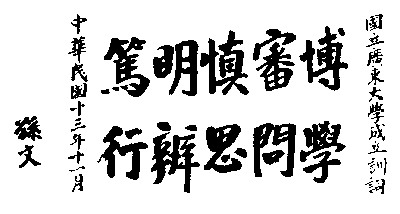 國立廣東大學成立訓詞
博學
審問
慎思
明辨
篤行
中華民國十三年十一月
孫文